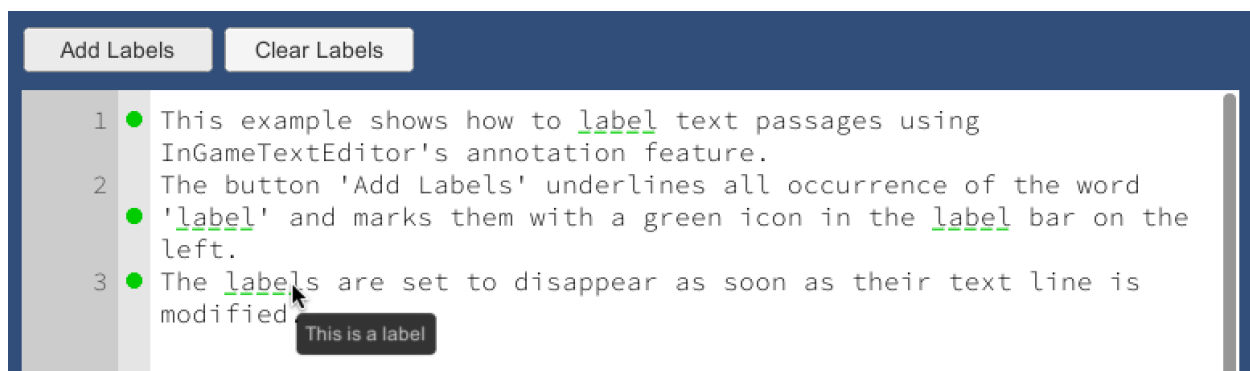 Add Labels Clear Labels
1 This example shows how to label text passages using
InGameTextEditor's annotation feature.
2 The button 'Add Labels' underlines all occurrence of the word
'label' and marks them with a green icon in the label bar on the
left.
3 The labels are set to disappear as soon as their text line is
modified.
This is a label